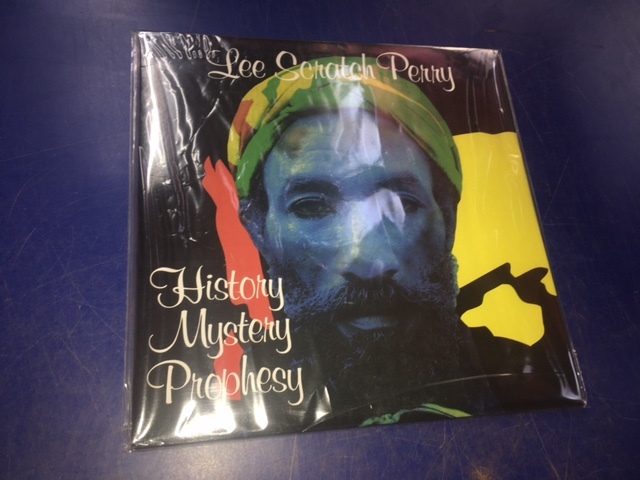 Lee Scratch Perry
History
Mystery
Prophesy